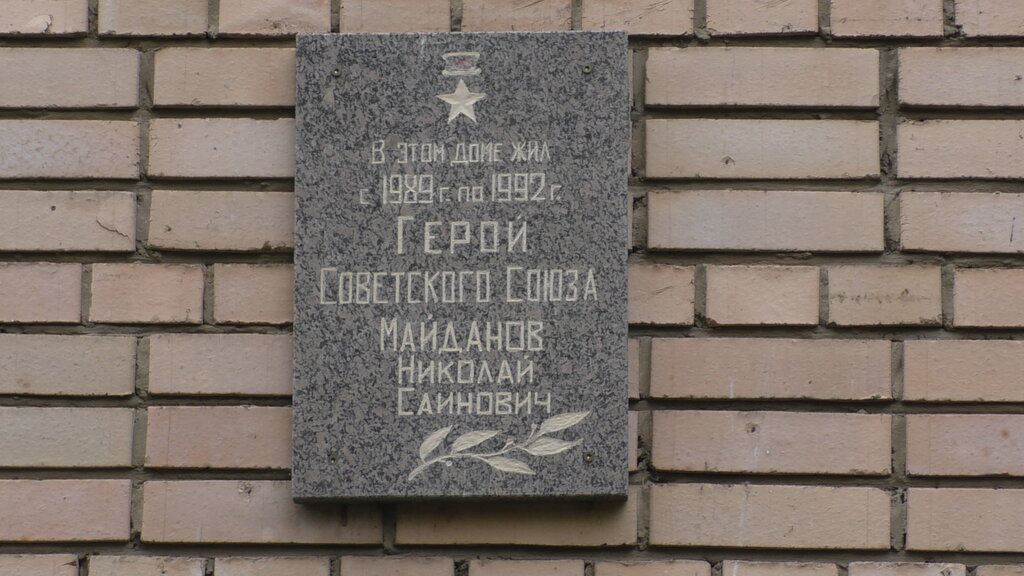 В этом доме жил
с 1989 г. по 1992 г.
Герой
Советского Союза
Майданов
Николай
Саинович